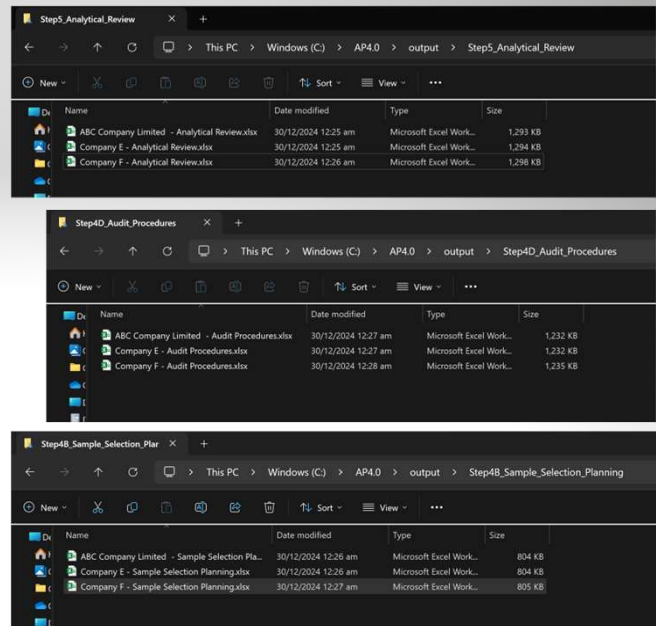 Step5_Analytical_Review
This PC > Windows (C:) > AP4.0 > output > Step5_Analytical_Review
New Sort View
Name Date modified Type Size
ABC Company Limited - Analytical Review.xlsx 30/12/2024 12:25 am Microsoft Excel Work... 1,293 KB
Company E - Analytical Review.xlsx 30/12/2024 12:25 am Microsoft Excel Work... 1,294 KB
Company F - Analytical Review.xlsx 30/12/2024 12:26 am Microsoft Excel Work... 1,298 KB
Step4D_Audit_Procedures
This PC > Windows (C:) > AP4.0 > output > Step4D_Audit_Procedures
New Sort View
Name Date modified Type Size
ABC Company Limited - Audit Procedures.xlsx 30/12/2024 12:27 am Microsoft Excel Work... 1,232 KB
Company E - Audit Procedures.xlsx 30/12/2024 12:27 am Microsoft Excel Work... 1,232 KB
Company F - Audit Procedures.xlsx 30/12/2024 12:28 am Microsoft Excel Work... 1,235 KB
Step4B_Sample_Selection_Plar
This PC > Windows (C:) > AP4.0 > output > Step4B_Sample_Selection_Planning
New Sort View
Name Date modified Type Size
ABC Company Limited - Sample Selection Pla... 30/12/2024 12:26 am Microsoft Excel Work... 804 KB
Company E - Sample Selection Planning.xlsx 30/12/2024 12:26 am Microsoft Excel Work... 804 KB
Company F - Sample Selection Planning.xlsx 30/12/2024 12:27 am Microsoft Excel Work... 805 KB